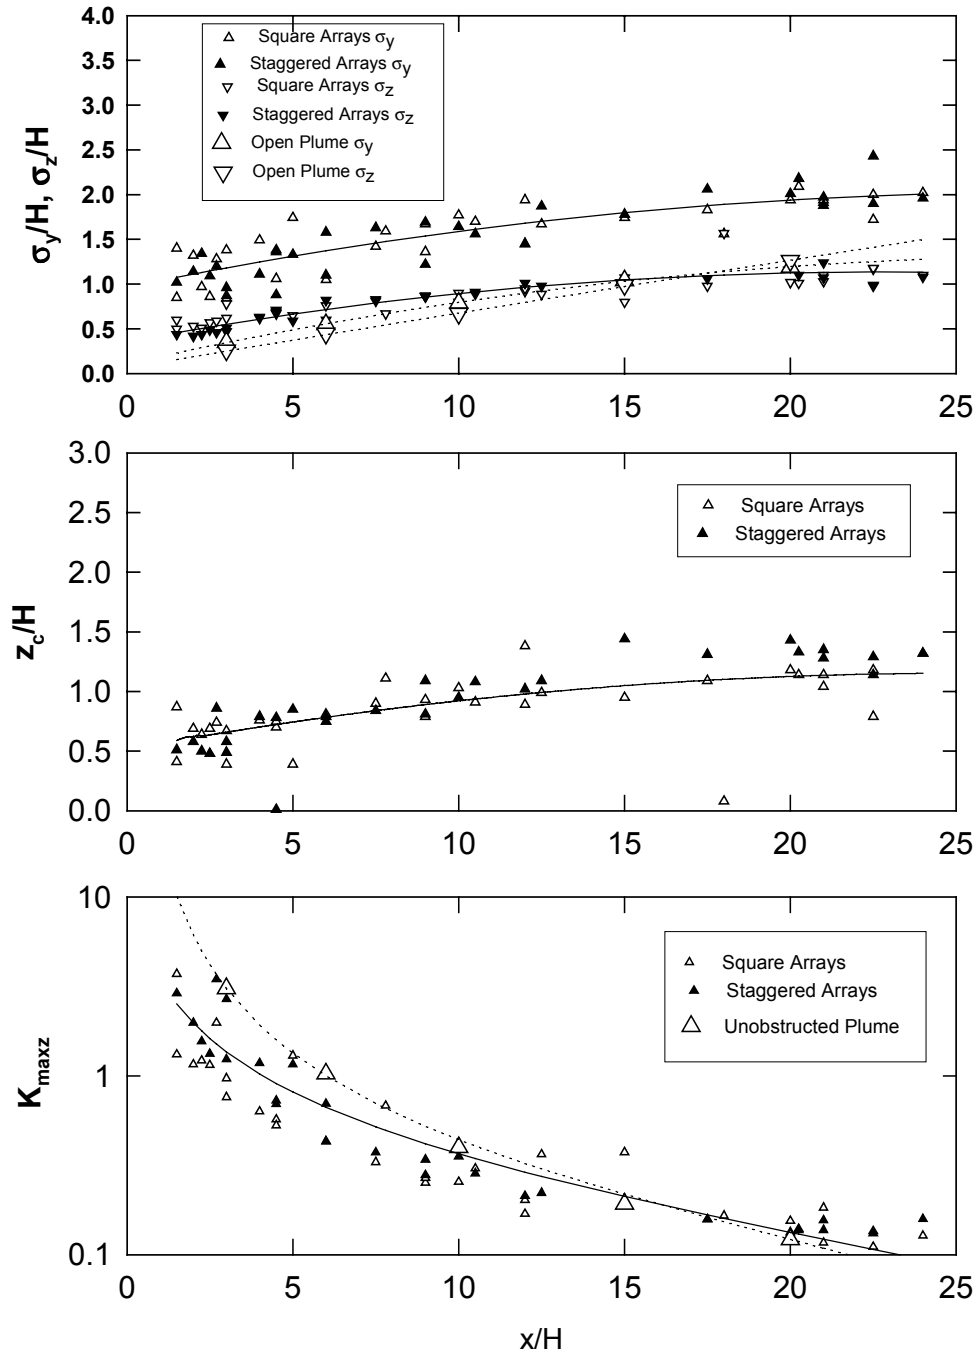 4.0
3.5
3.0
2.5
2.0
1.5
1.0
0.5
0.0
σy/H, σz/H
Square Arrays σy
Staggered Arrays σy
Square Arrays σz
Staggered Arrays σz
Open Plume σy
Open Plume σz
0 5 10 15 20 25
3.0
2.5
2.0
1.5
1.0
0.5
0.0
zc/H
Square Arrays
Staggered Arrays
0 5 10 15 20 25
10
1
0.1
Kmaxz
Square Arrays
Staggered Arrays
Unobstructed Plume
0 5 10 15 20 25
x/H